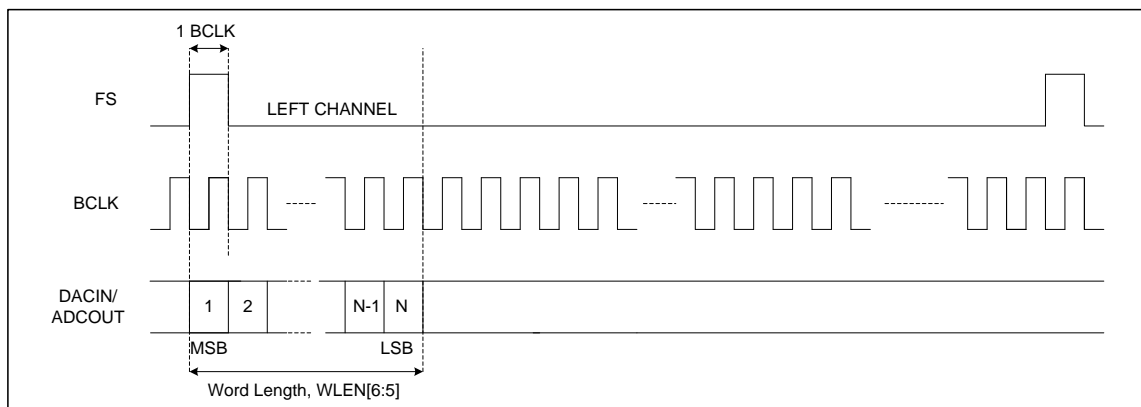 1 BCLK
FS
LEFT CHANNEL
BCLK
DACIN/
ADCOUT
1 2 N-1 N
MSB LSB
Word Length, WLEN[6:5]